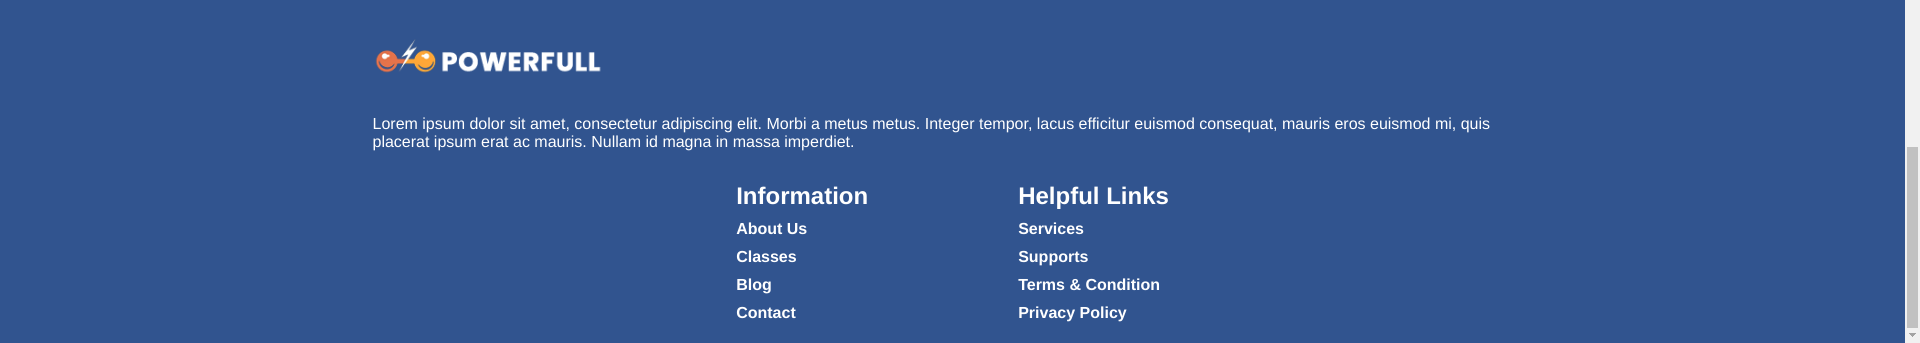 POWERFULL
Lorem ipsum dolor sit amet, consectetur adipiscing elit. Morbi a metus metus. Integer tempor, lacus efficitur euismod consequat, mauris eros euismod mi, quis
placerat ipsum erat ac mauris. Nullam id magna in massa imperdiet.
Information
About Us
Classes
Blog
Contact
Helpful Links
Services
Supports
Terms & Condition
Privacy Policy